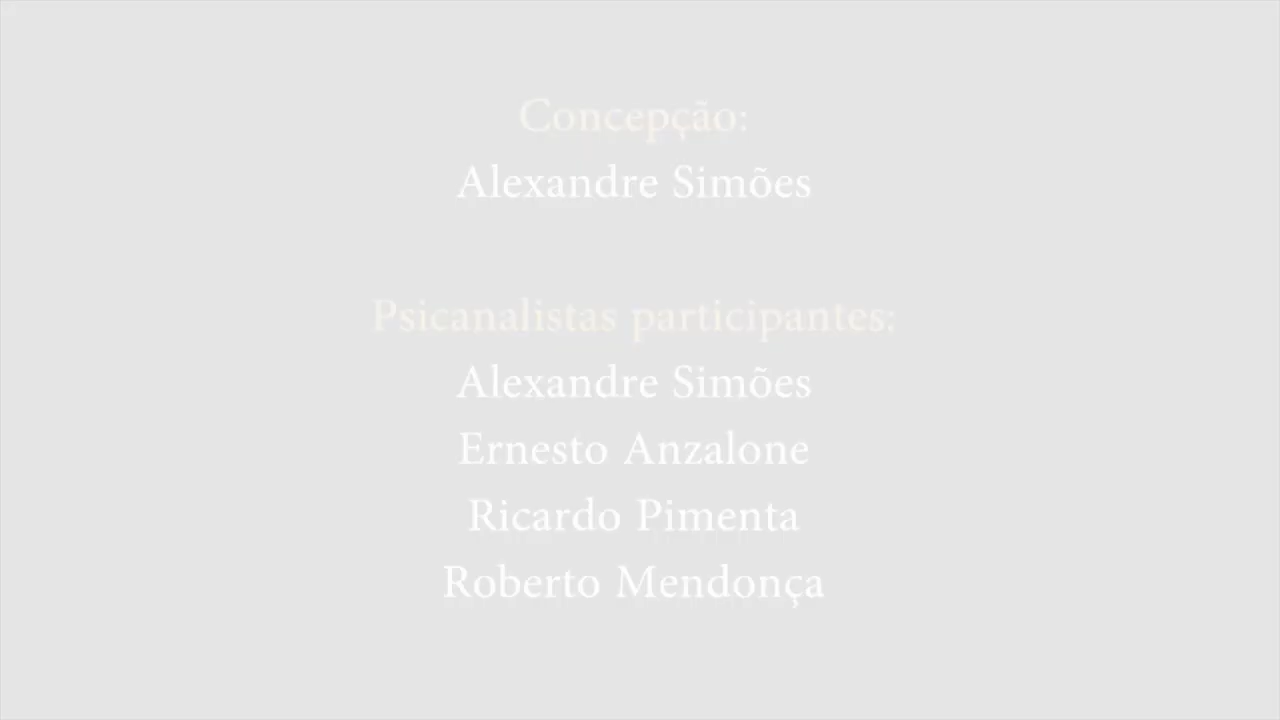 Concepção:
Alexandre Simões
Psicanalistas participantes:
Alexandre Simões
Ernesto Anzalone
Ricardo Pimenta
Roberto Mendonça